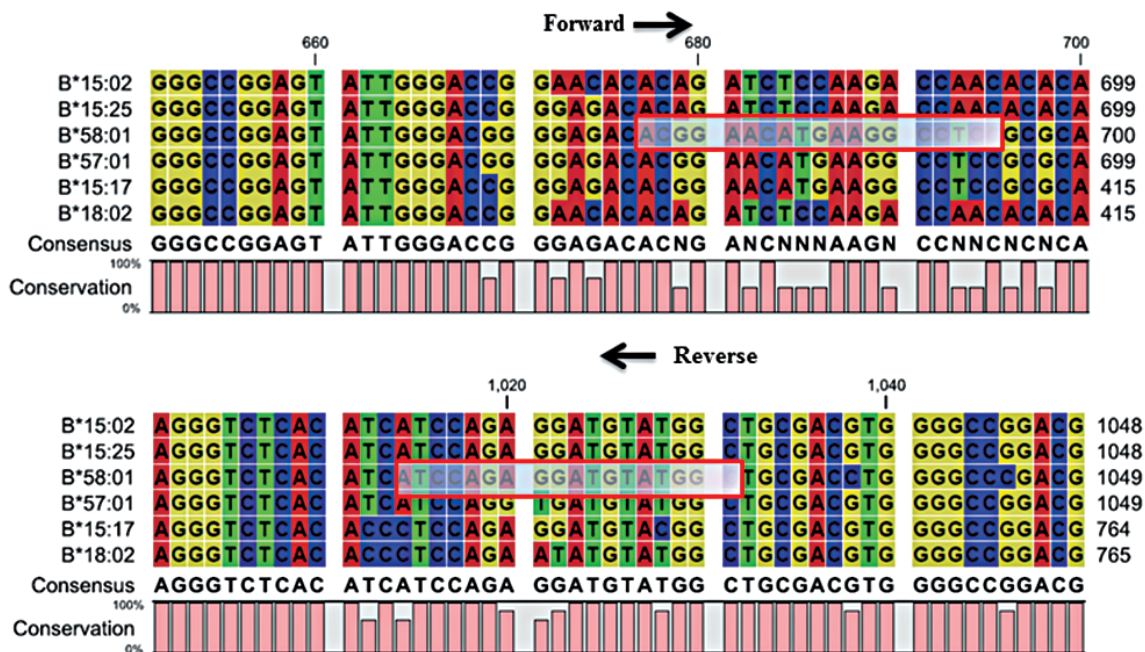 Forward
660 680 700
B*15:02 GGGCCGGAGT ATTGGGACCG GAACACACAG ATCTCCAAGA CCAACACACA 699
B*15:25 GGGCCGGAGT ATTGGGACCG GGAGACACAG ATCTCCAAGA CCAACACACA 699
B*58:01 GGGCCGGAGT ATTGGGACGG GGAGACACGG AACATGAAGG CCTCCGCGCA 700
B*57:01 GGGCCGGAGT ATTGGGACGG GGAGACACGG AACATGAAGG CCTCCGCGCA 699
B*15:17 GGGCCGGAGT ATTGGGACCG GGAGACACGG AACATGAAGG CCTCCGCGCA 415
B*18:02 GGGCCGGAGT ATTGGGACCG GAACACACAG ATCTCCAAGA CCAACACACA 415
Consensus GGGCCGGAGT ATTGGGACCG GGAGACACNG ANCNNNAAGN CCNNCNCNCA
100%
Conservation
0%
Reverse
1,020 1,040
B*15:02 AGGGTCTCAC ATCATCCAGA GGATGTATGG CTGCGACGTG GGGCCGGACG 1048
B*15:25 AGGGTCTCAC ATCATCCAGA GGATGTATGG CTGCGACGTG GGGCCGGACG 1048
B*58:01 AGGGTCTCAC ATCATCCAGA GGATGTATGG CTGCGACCTG GGGCCCGACG 1049
B*57:01 AGGGTCTCAC ATCATCCAGG TGATGTATGG CTGCGACGTG GGGCCGGACG 1049
B*15:17 AGGGTCTCAC ACCCTCCAGA GGATGTACGG CTGCGACGTG GGGCCGGACG 764
B*18:02 AGGGTCTCAC ACCCTCCAGA ATATGTATGG CTGCGACGTG GGGCCGGACG 765
Consensus AGGGTCTCAC ATCATCCAGA GGATGTATGG CTGCGACGTG GGGCCGGACG
100%
Conservation
0%